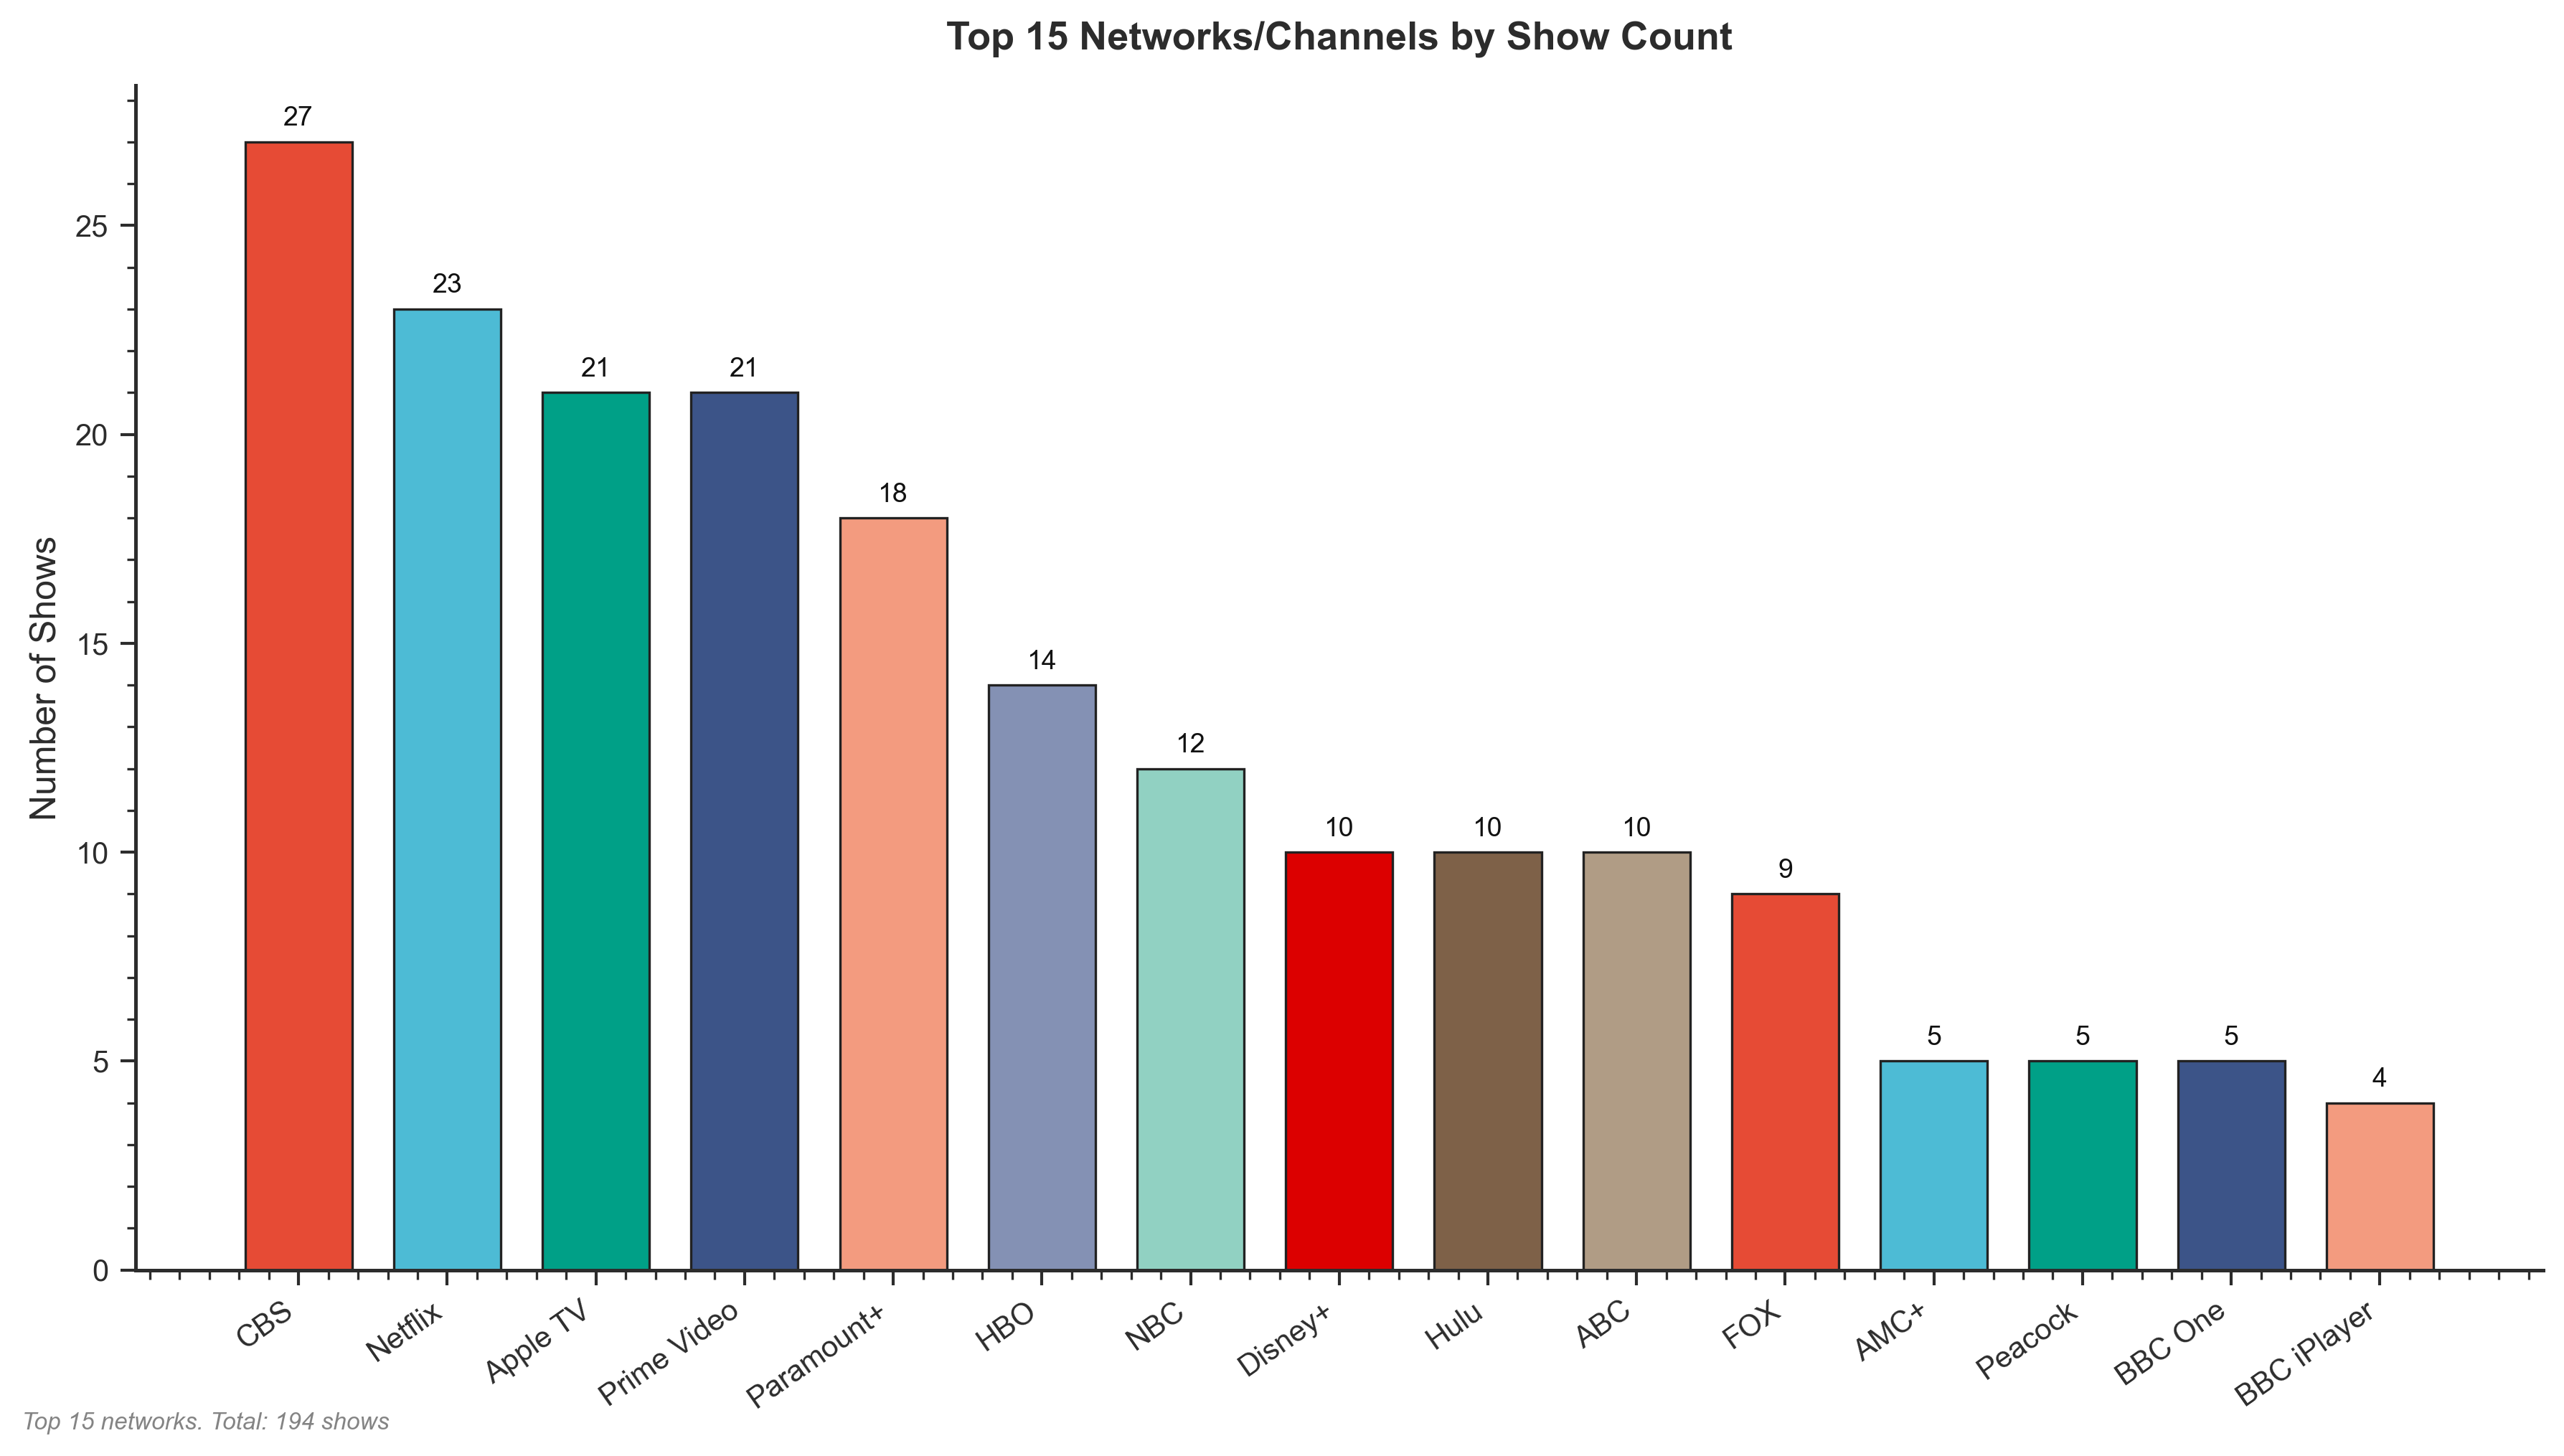 Top 15 Networks/Channels by Show Count
Number of Shows
25
20
15
10
5
0
27
23
21
21
18
14
12
10
10
10
9
5
5
5
4
CBS
Netflix
Apple TV
Prime Video
Paramount+
HBO
NBC
Disney+
Hulu
ABC
FOX
AMC+
Peacock
BBC One
BBC iPlayer
Top 15 networks. Total: 194 shows